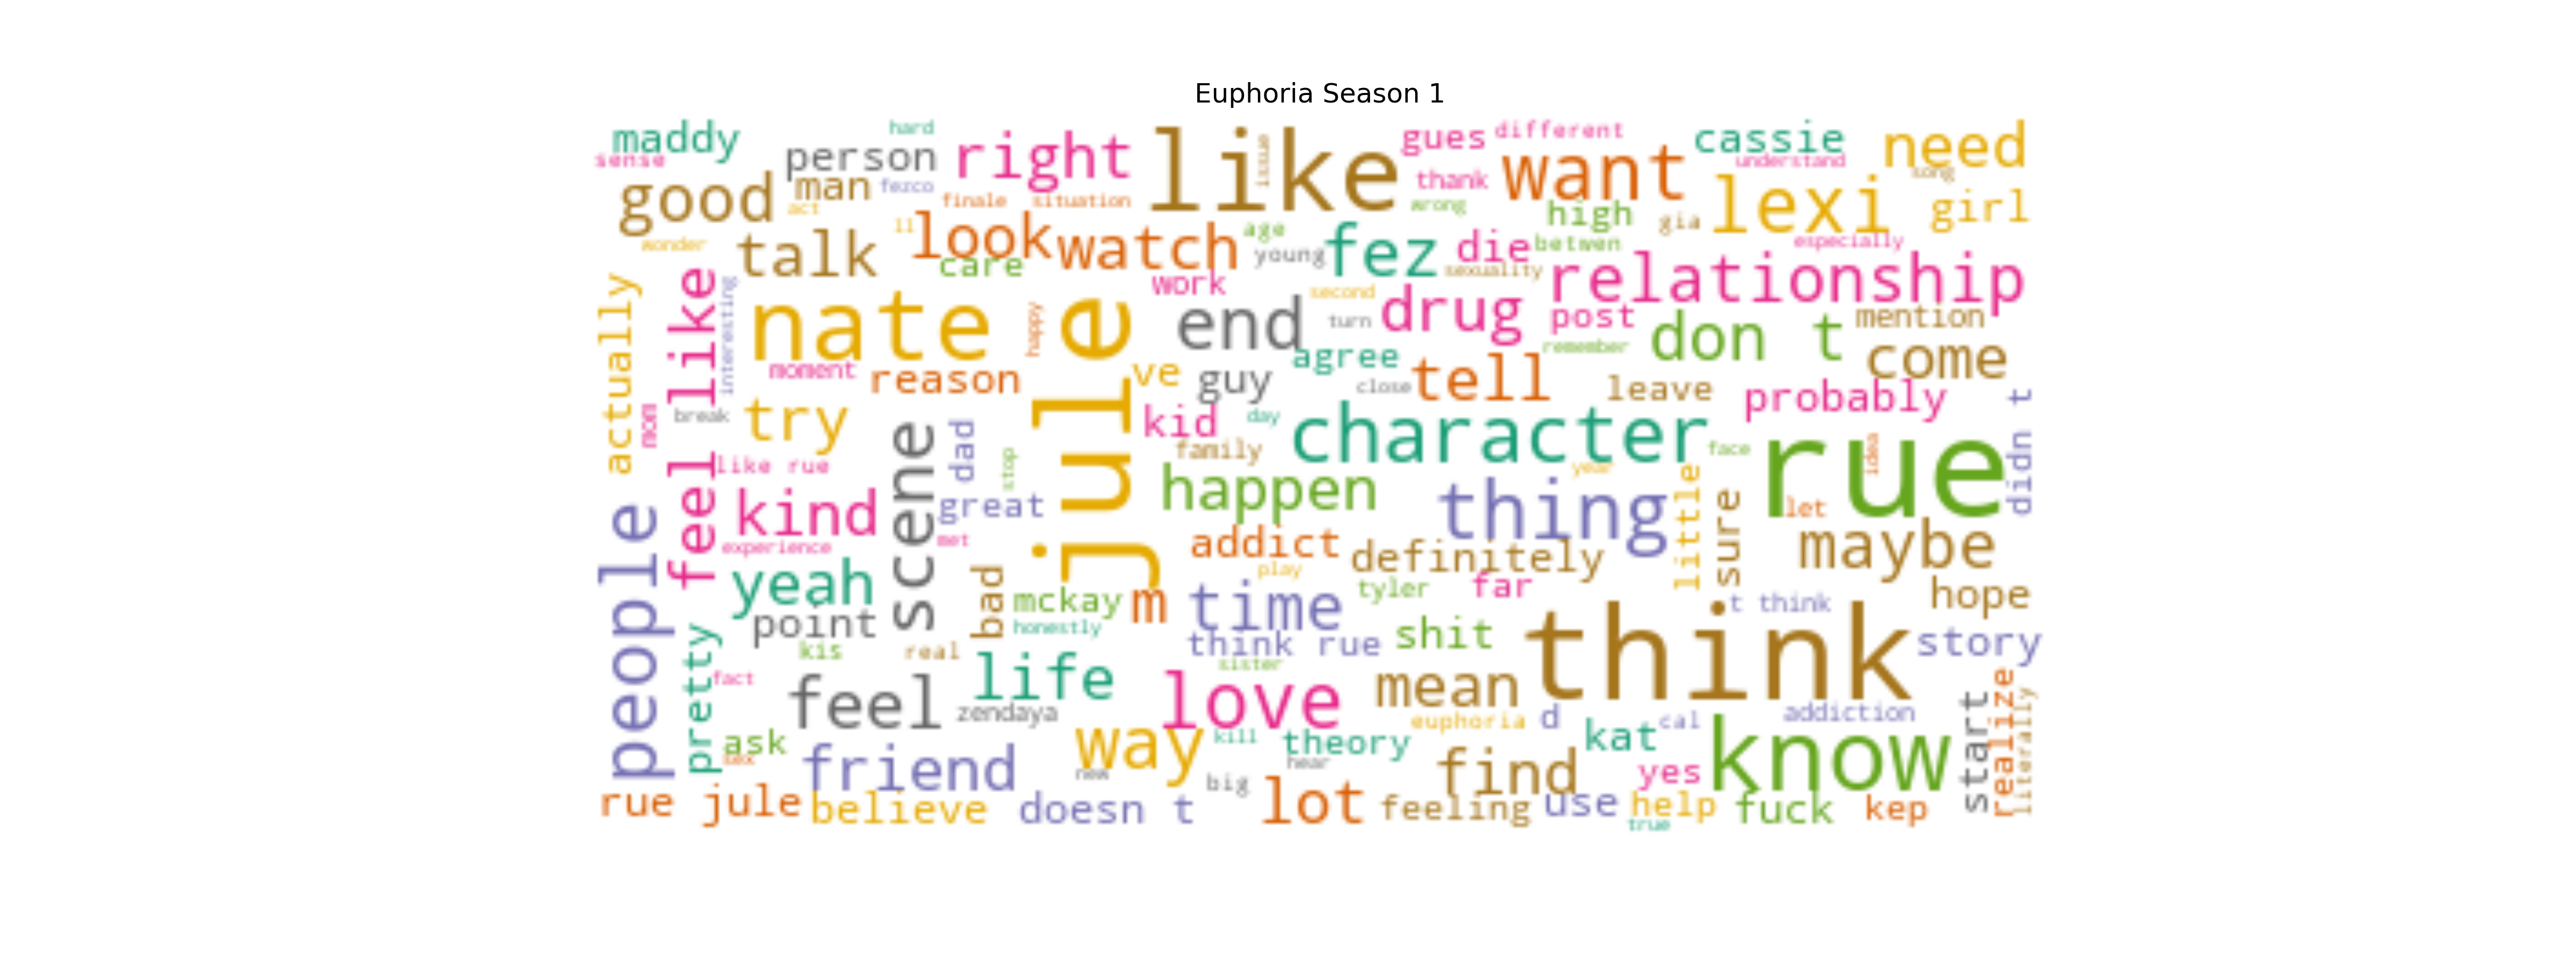 Euphoria Season 1
maddy
hard
sense
person
right
like
issue
gues
different
cassie
need
understand
song
good
man
fezco
act
finale
situation
thank
want
wrong
high
gia
lexi
girl
wonder
talk
ll
look
care
watch
age
young
fez
die
betwen
sexuality
especially
relationship
actually
feel like
interesting
nate
happy
jule
work
end
second
turn
drug
post
remember
don t
mention
come
moment
reason
ve
guy
agree
close
tell
leave
probably
didn t
mom
break
try
scene
dad
stop
kid
day
family
character
face
year
rue
idea
let
like rue
people
kind
great
met
happen
thing
little
sure
maybe
experience
yeah
bad
addict
definitely
play
tyler
far
hope
mckay
m
time
t think
point
honestly
think rue
shit
think
story
kis
real
sister
pretty
fact
feel
life
zendaya
love
mean
euphoria
d
cal
addiction
start
realize
literally
ask
sex
friend
way
new
kill
theory
hear
find
kat
yes
know
rue jule
believe
doesn t
big
lot
feeling
use
help
true
fuck
kep